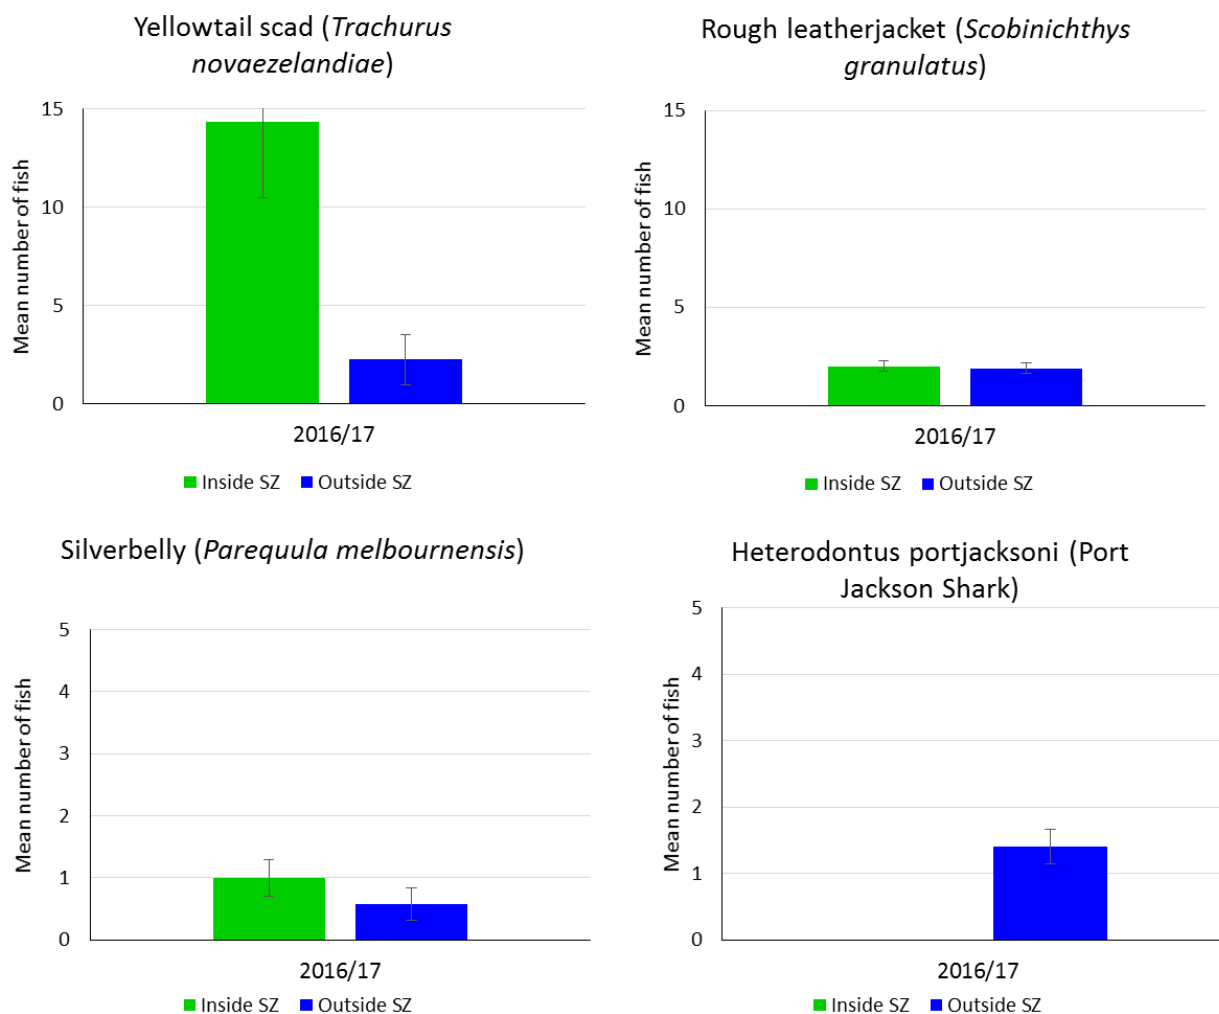 Yellowtail scad (Trachurus
novaezelandiae)
15
10
5
0
Mean number of fish
2016/17
Inside SZ Outside SZ
Rough leatherjacket (Scobinichthys
granulatus)
15
10
5
0
Mean number of fish
2016/17
Inside SZ Outside SZ
Silverbelly (Parequula melbournensis)
5
4
3
2
1
0
Mean number of fish
2016/17
Inside SZ Outside SZ
Heterodontus portjacksoni (Port
Jackson Shark)
5
4
3
2
1
0
Mean number of fish
2016/17
Inside SZ Outside SZ